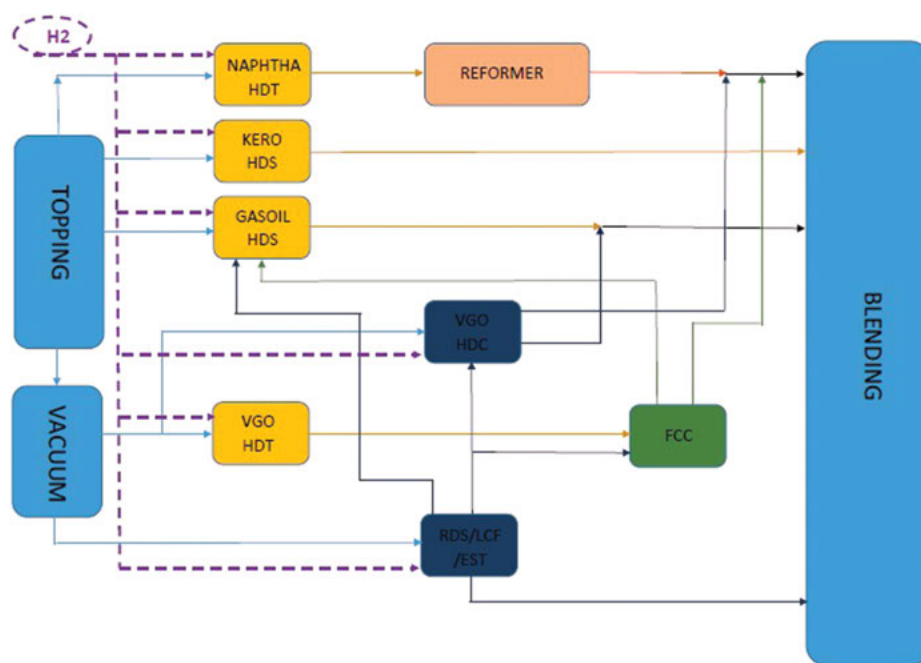 H2
NAPHTHA
HDT
REFORMER
KERO
HDS
TOPPING
GASOIL
HDS
BLENDING
VGO
HDC
VACUUM
VGO
HDT
FCC
RDS/LCF
/EST